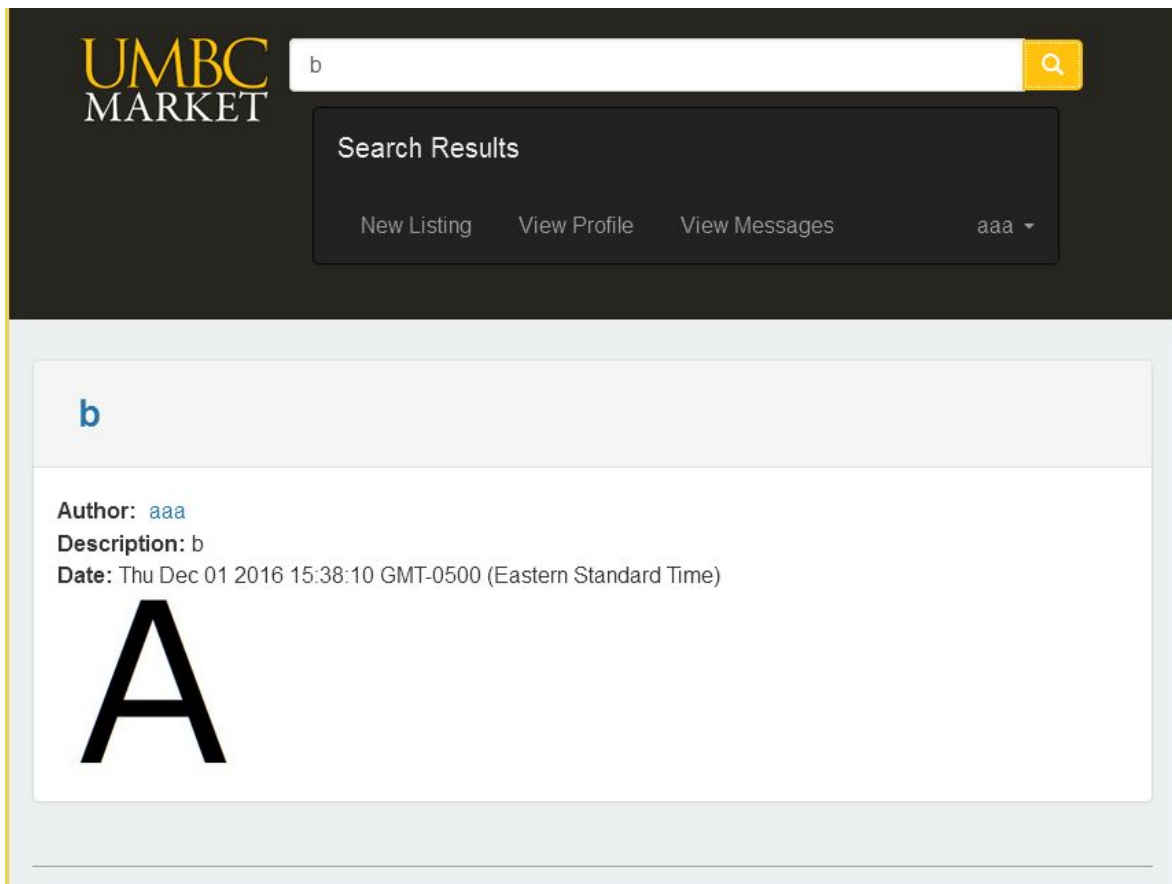 UMBC
MARKET
b
Search Results
New Listing View Profile View Messages aaa
b
Author: aaa
Description: b
Date: Thu Dec 01 2016 15:38:10 GMT-0500 (Eastern Standard Time)
A